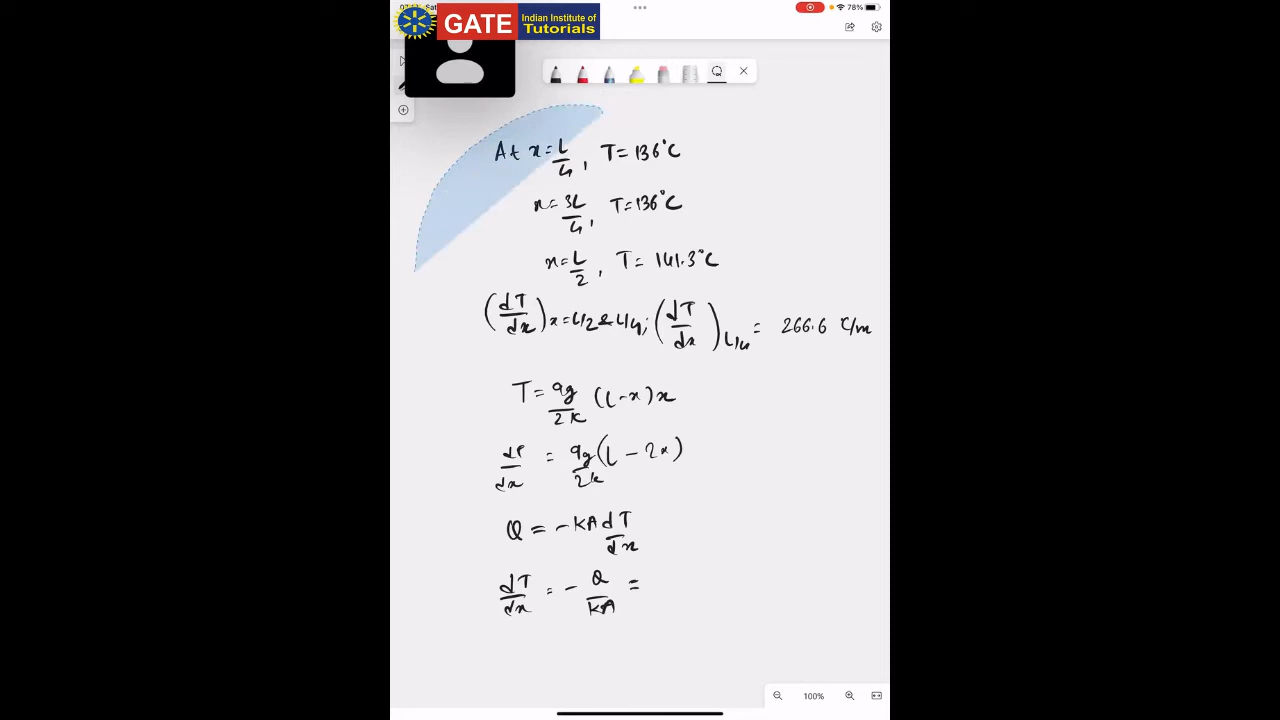 GATE Indian Institute of Tutorials
78%
At x = L/4, T = 136°C
x = 3L/4, T = 136°C
x = L/2, T = 141.3°C
(dT/dx) x = L/2 & L/4; (dT/dx) L/4 = 266.6 °C/m
T = qg/2k (L-x)x
dT/dx = qg/2k (L - 2x)
Q = -kA dT/dx
dT/dx = - Q/kA =
100%